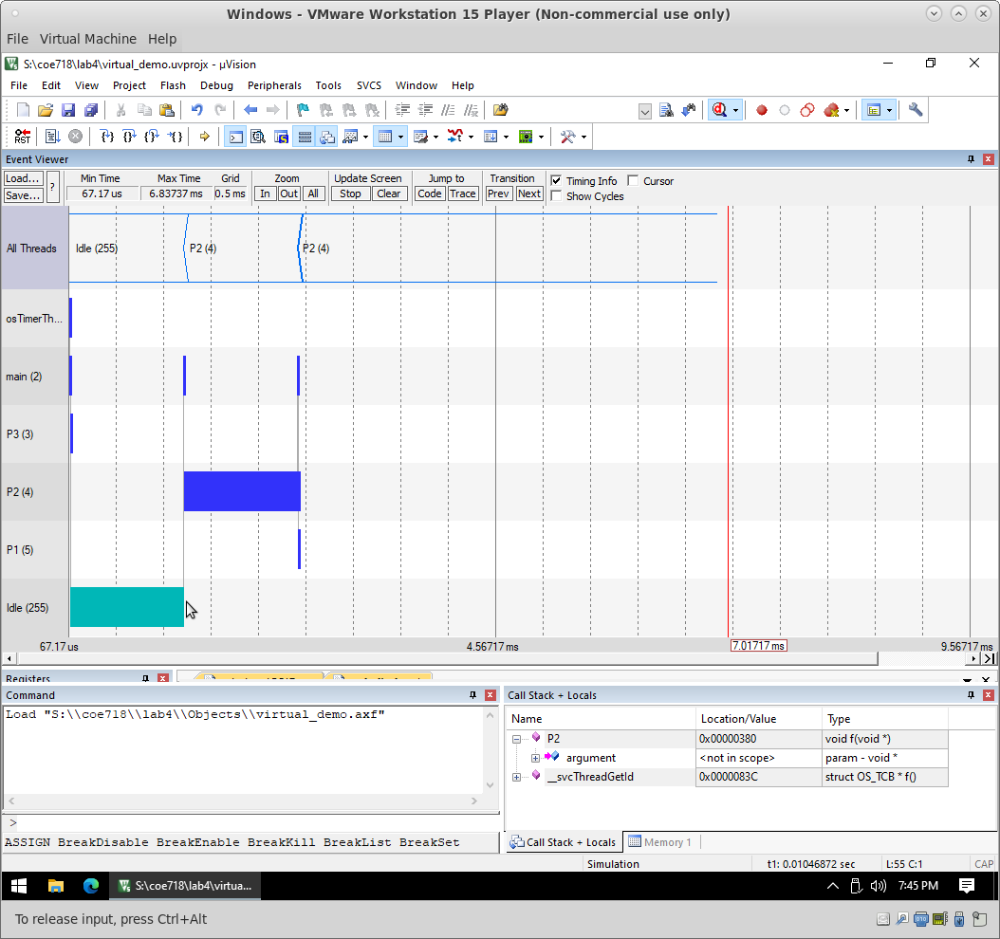 Windows - VMware Workstation 15 Player (Non-commercial use only)
File Virtual Machine Help
S:\coe718\lab4\virtual_demo.uvprojx - µVision
File Edit View Project Flash Debug Peripherals Tools SVCS Window Help
RST
Event Viewer
Load... Min Time Max Time Grid Zoom Update Screen Jump to Transition Timing Info Cursor
Save... ? 67.17 us 6.83737 ms 0.5 ms In Out All Stop Clear Code Trace Prev Next Show Cycles
All Threads Idle (255) P2 (4) P2 (4)
osTimerTh...
main (2)
P3 (3)
P2 (4)
P1 (5)
Idle (255)
67.17 us 4.56717 ms 7.01717 ms 9.56717 ms
Registers
Command
Load "S:\\coe718\\lab4\\Objects\\virtual_demo.axf"
>
ASSIGN BreakDisable BreakEnable BreakKill BreakList BreakSet
Call Stack + Locals
Name Location/Value Type
P2 0x00000380 void f(void *)
argument <not in scope> param - void *
__svcThreadGetId 0x0000083C struct OS_TCB * f()
Call Stack + Locals Memory 1
Simulation t1: 0.01046872 sec L:55 C:1 CAP
S:\coe718\lab4\virtua... 7:45 PM
To release input, press Ctrl+Alt